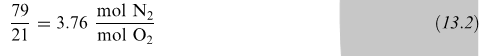 79/21 = 3.76 mol N₂/mol O₂ (13.2)